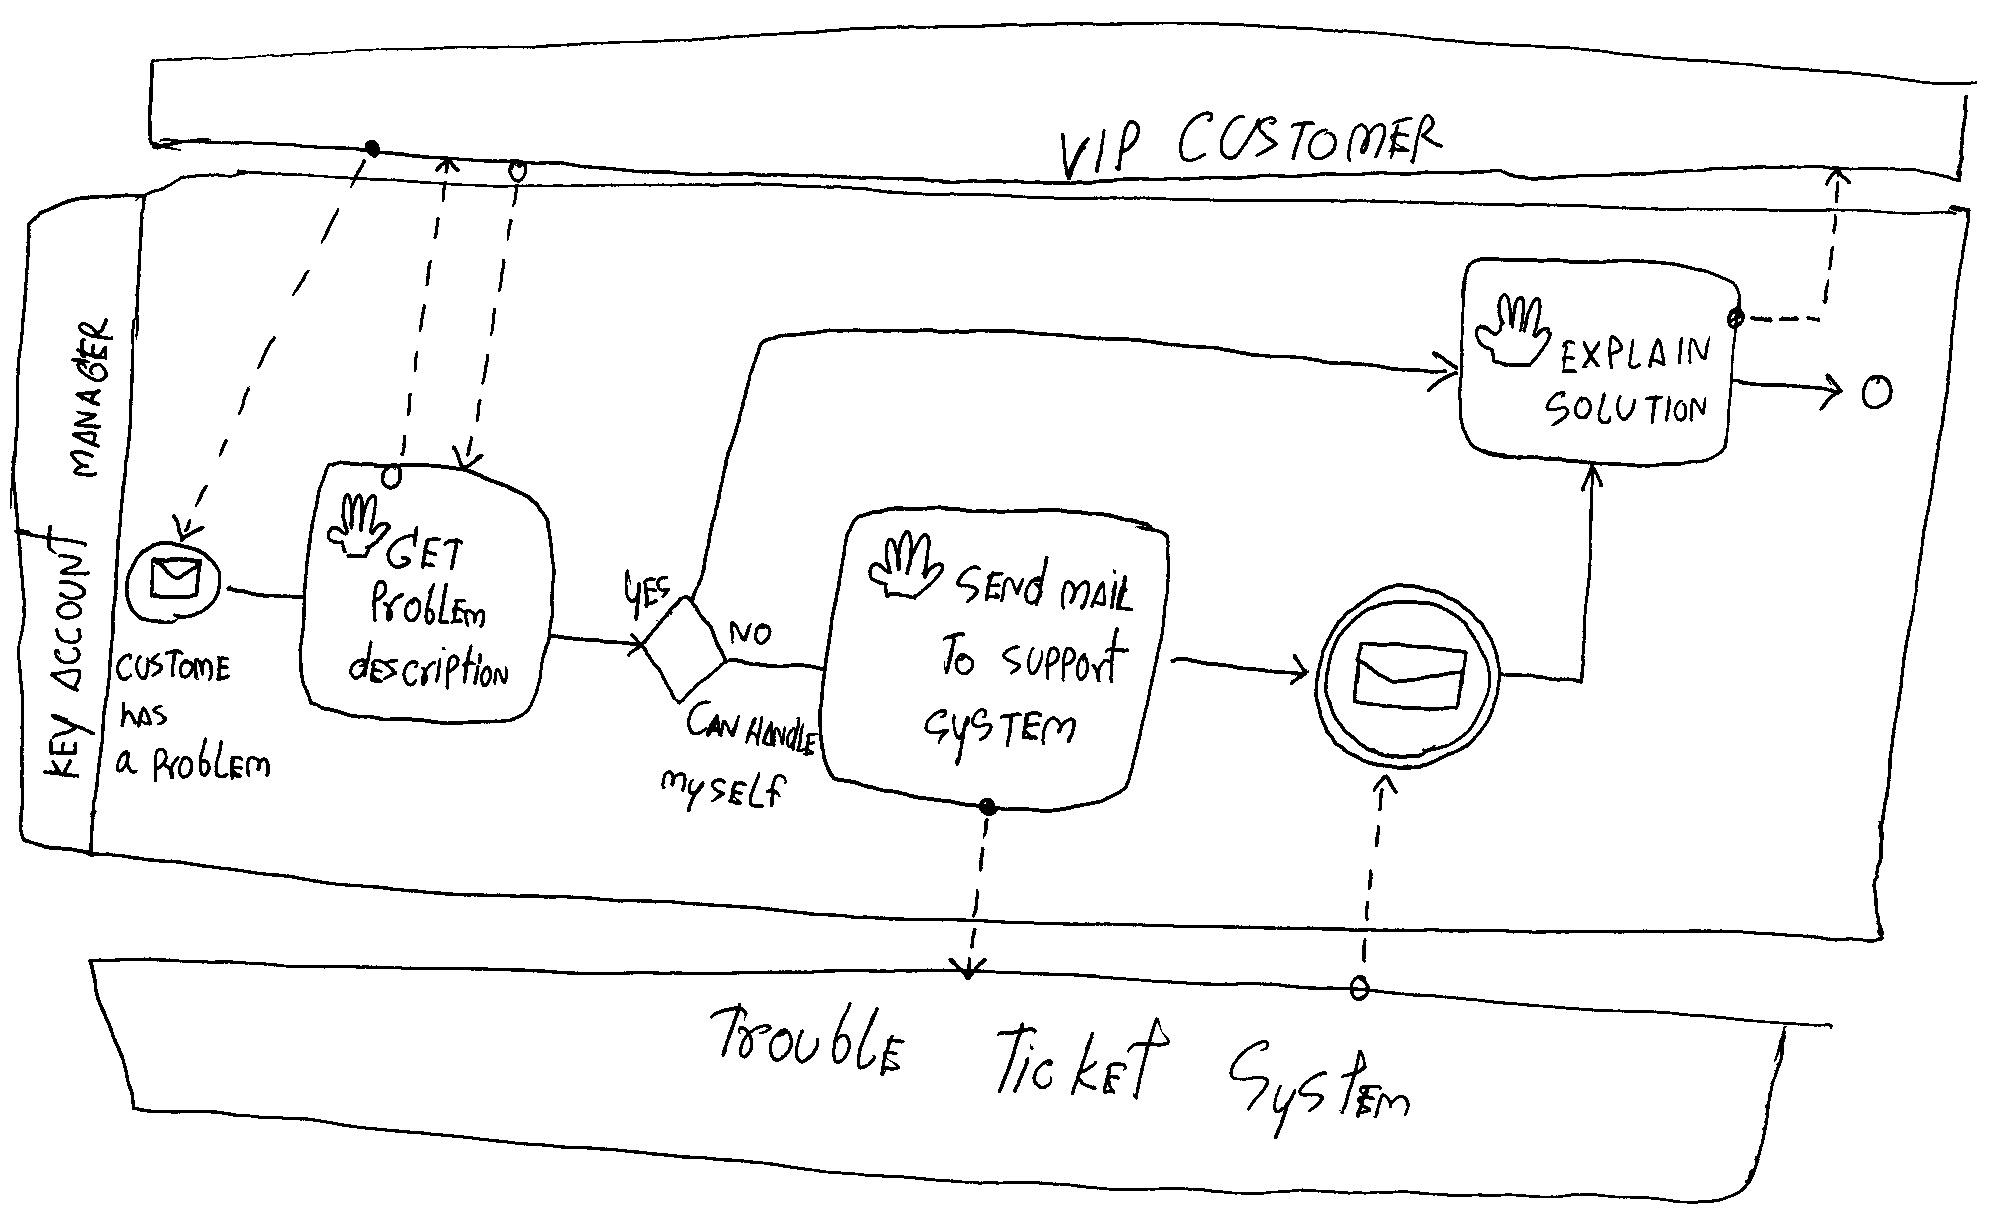 VIP CUSTOMER
KEY ACCOUNT MANAGER
CUSTOME
HAS
a PRoblEM
GET
PRoblEM
description
YES
NO
CAN HANdLE
MYSELF
SENd MAIL
To SUPPORT
SYSTEM
EXPLAIN
SOLUTION
TROUBLE TICKET SYSTEM